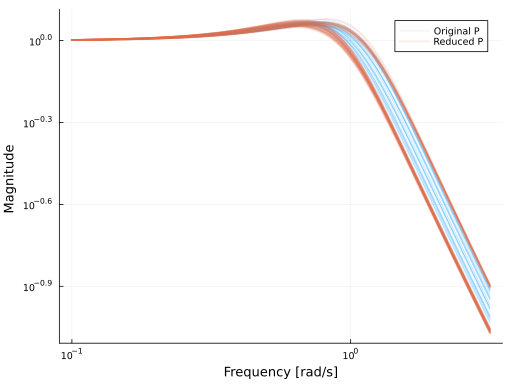 Original P
Reduced P
10^0.0
10^-0.3
10^-0.6
10^-0.9
Magnitude
10^-1
10^0
Frequency [rad/s]